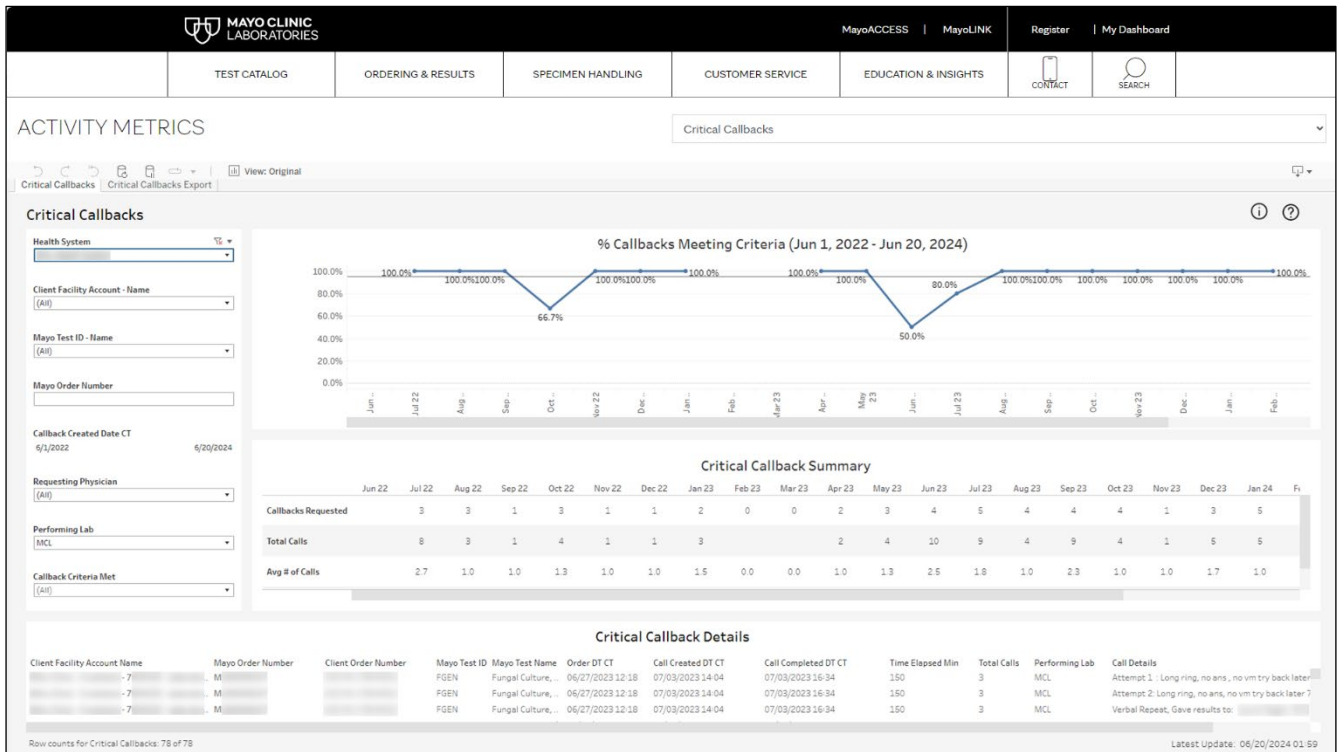 MAYO CLINIC
LABORATORIES
MayoACCESS | MayoLINK Register | My Dashboard
TEST CATALOG ORDERING & RESULTS SPECIMEN HANDLING CUSTOMER SERVICE EDUCATION & INSIGHTS CONTACT SEARCH
ACTIVITY METRICS
Critical Callbacks
View: Original
Critical Callbacks Critical Callbacks Export
Critical Callbacks
Health System
Client Facility Account - Name
(All)
Mayo Test ID - Name
(All)
Mayo Order Number
Callback Created Date CT
6/1/2022 6/20/2024
Requesting Physician
(All)
Performing Lab
MCL
Callback Criteria Met
(All)
% Callbacks Meeting Criteria (Jun 1, 2022 - Jun 20, 2024)
100.0%
80.0%
60.0%
40.0%
20.0%
0.0%
100.0% 100.0% 100.0% 66.7% 100.0% 100.0% 100.0% 100.0% 100.0% 50.0% 80.0% 100.0% 100.0% 100.0% 100.0% 100.0% 100.0% 100.0%
Jun .. Jul 22 Aug .. Sep .. Oct .. Nov 22 Dec .. Jan .. Feb .. Mar 23 Apr .. May 23 Jun .. Jul 23 Aug .. Sep .. Oct .. Nov 23 Dec .. Jan .. Feb ..
Critical Callback Summary
Jun 22 Jul 22 Aug 22 Sep 22 Oct 22 Nov 22 Dec 22 Jan 23 Feb 23 Mar 23 Apr 23 May 23 Jun 23 Jul 23 Aug 23 Sep 23 Oct 23 Nov 23 Dec 23 Jan 24
Callbacks Requested 3 3 1 3 1 1 2 0 0 2 3 4 5 4 4 4 1 3 5
Total Calls 8 3 1 4 1 1 3 2 4 10 9 4 9 4 1 5 5
Avg # of Calls 2.7 1.0 1.0 1.3 1.0 1.0 1.5 0.0 0.0 1.0 1.3 2.5 1.8 1.0 2.3 1.0 1.0 1.7 1.0
Critical Callback Details
Client Facility Account Name Mayo Order Number Client Order Number Mayo Test ID Mayo Test Name Order DT CT Call Created DT CT Call Completed DT CT Time Elapsed Min Total Calls Performing Lab Call Details
- 7 .. M FGEN Fungal Culture, .. 06/27/2023 12:18 07/03/2023 14:04 07/03/2023 16:34 150 3 MCL Attempt 1 : Long ring, no ans , no vm try back later
- 7 .. M FGEN Fungal Culture, .. 06/27/2023 12:18 07/03/2023 14:04 07/03/2023 16:34 150 3 MCL Attempt 2: Long ring, no ans, no vm try back later 7
- 7 .. M FGEN Fungal Culture, .. 06/27/2023 12:18 07/03/2023 14:04 07/03/2023 16:34 150 3 MCL Verbal Repeat, Gave results to:
Row counts for Critical Callbacks: 78 of 78 Latest Update: 06/20/2024 01:59